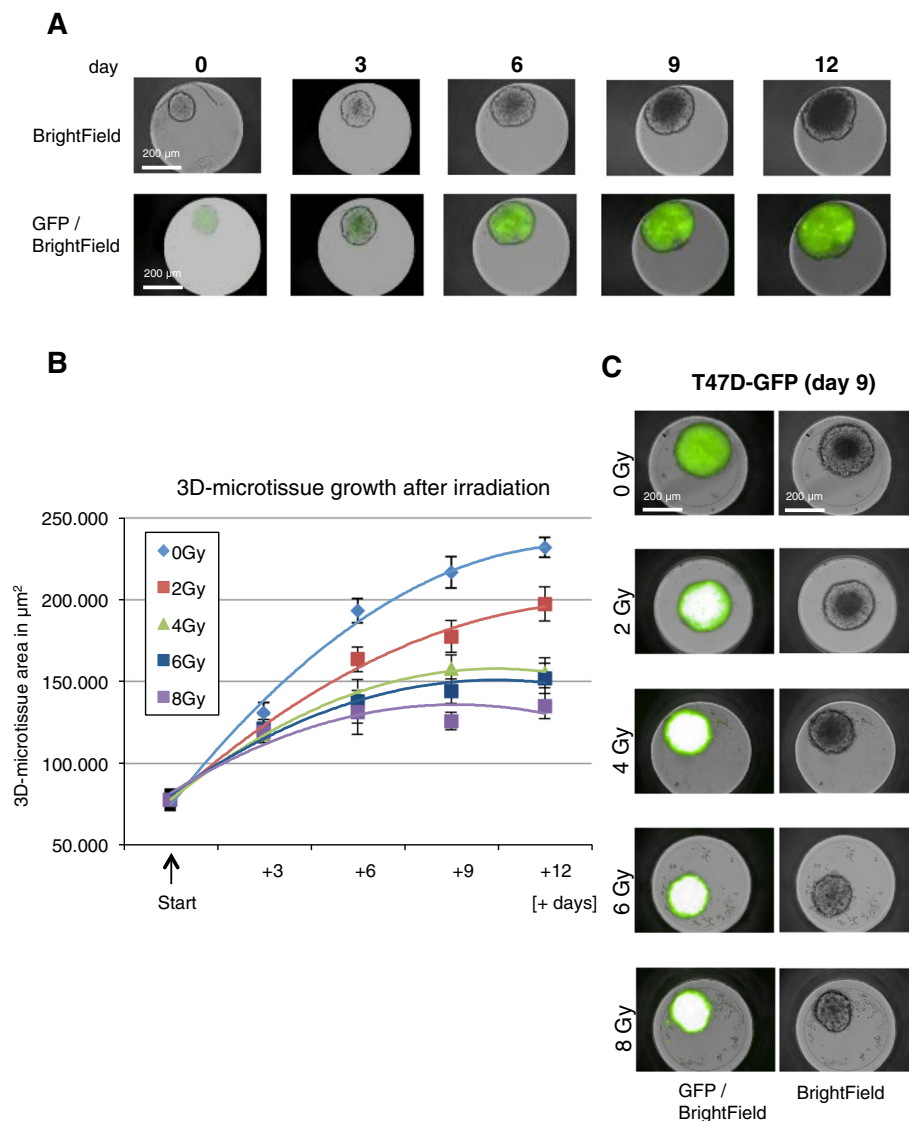 A
day 0 3 6 9 12
BrightField
200 µm
GFP /
BrightField
200 µm
B
3D-microtissue growth after irradiation
3D-microtissue area in µm²
250.000
200.000
150.000
100.000
50.000
0Gy
2Gy
4Gy
6Gy
8Gy
+3 +6 +9 +12
Start
[+ days]
C
T47D-GFP (day 9)
0 Gy
200 µm 200 µm
2 Gy
4 Gy
6 Gy
8 Gy
GFP /
BrightField
BrightField